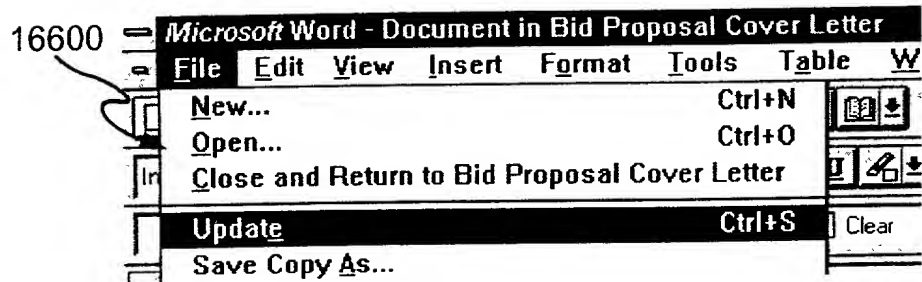 16600
Microsoft Word - Document in Bid Proposal Cover Letter
File Edit View Insert Format Tools Table W
New... Ctrl+N
Open... Ctrl+O
Close and Return to Bid Proposal Cover Letter
In
Update Ctrl+S Clear
Save Copy As...